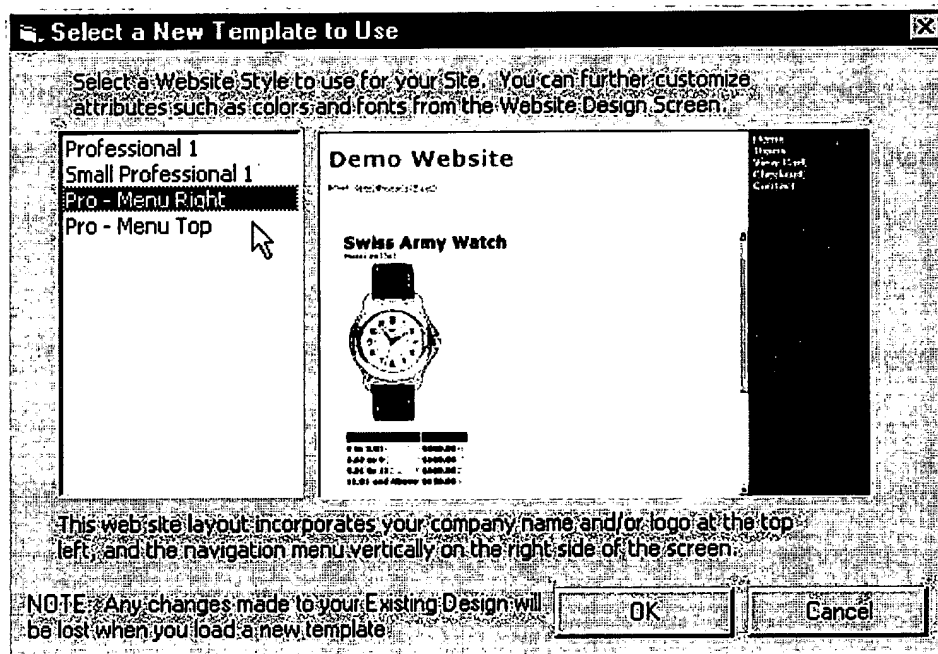 Select a New Template to Use
Select a Website Style to use for your Site. You can further customize
attributes such as colors and fonts from the Website Design Screen.
Professional 1
Small Professional 1
Pro - Menu Right
Pro - Menu Top
Demo Website
Home
Items
View Cart
Checkout
Contact
Swiss Army Watch
This web site layout incorporates your company name and/or logo at the top
left, and the navigation menu vertically on the right side of the screen.
NOTE: Any changes made to your Existing Design will
be lost when you load a new template
OK
Cancel